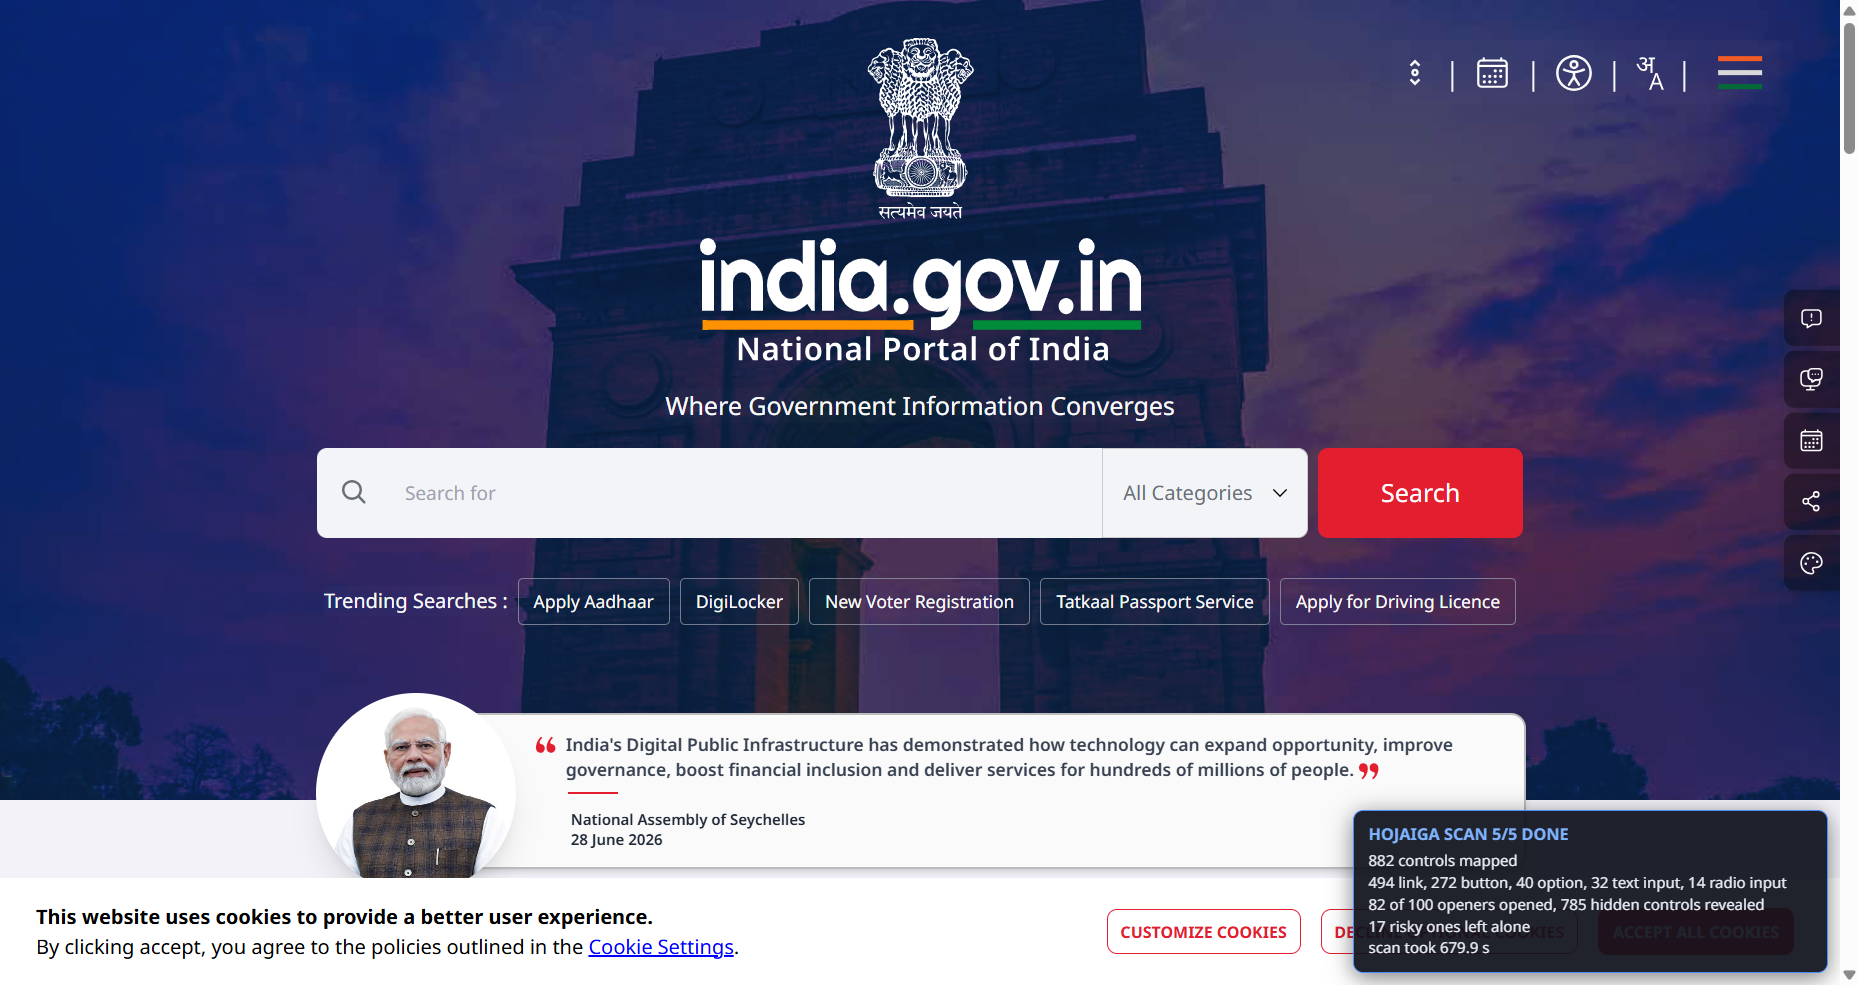 सत्यमेव जयते
अ
A
india.gov.in
National Portal of India
Where Government Information Converges
Search for
All Categories
Search
Trending Searches :
Apply Aadhaar
DigiLocker
New Voter Registration
Tatkaal Passport Service
Apply for Driving Licence
❝ India's Digital Public Infrastructure has demonstrated how technology can expand opportunity, improve
governance, boost financial inclusion and deliver services for hundreds of millions of people. ❞
National Assembly of Seychelles
28 June 2026
HOJAIGA SCAN 5/5 DONE
882 controls mapped
494 link, 272 button, 40 option, 32 text input, 14 radio input
82 of 100 openers opened, 785 hidden controls revealed
17 risky ones left alone
scan took 679.9 s
This website uses cookies to provide a better user experience.
By clicking accept, you agree to the policies outlined in the Cookie Settings.
CUSTOMIZE COOKIES
ACCEPT ALL COOKIES